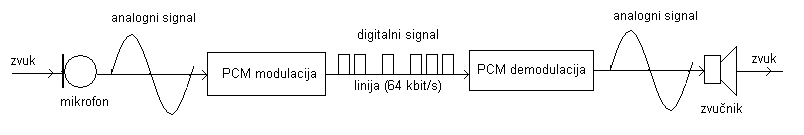 zvuk
mikrofon
analogni signal
PCM modulacija
digitalni signal
linija (64 kbit/s)
PCM demodulacija
analogni signal
zvučnik
zvuk